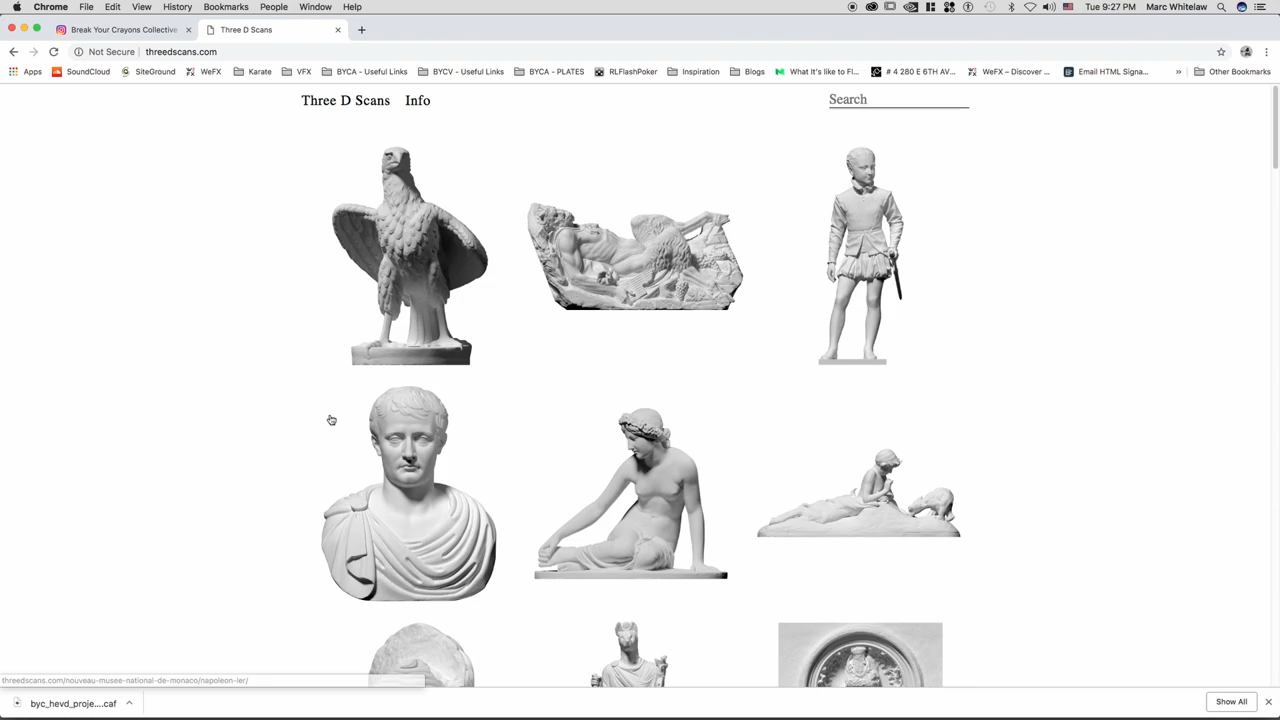 Chrome File Edit View History Bookmarks People Window Help
Tue 9:27 PM Marc Whitelaw
Break Your Crayons Collective
Three D Scans
Not Secure threedscans.com
Apps SoundCloud SiteGround WeFX Karate VFX BYCA - Useful Links BYCV - Useful Links BYCA - PLATES RLFlashPoker Inspiration Blogs What It's like to Fl... # 4 280 E 6TH AV... WeFX – Discover ... Email HTML Signa... » Other Bookmarks
Three D Scans Info Search
threedscans.com/nouveau-musee-national-de-monaco/napoleon-ler/
byc_hevd_proje....caf
Show All